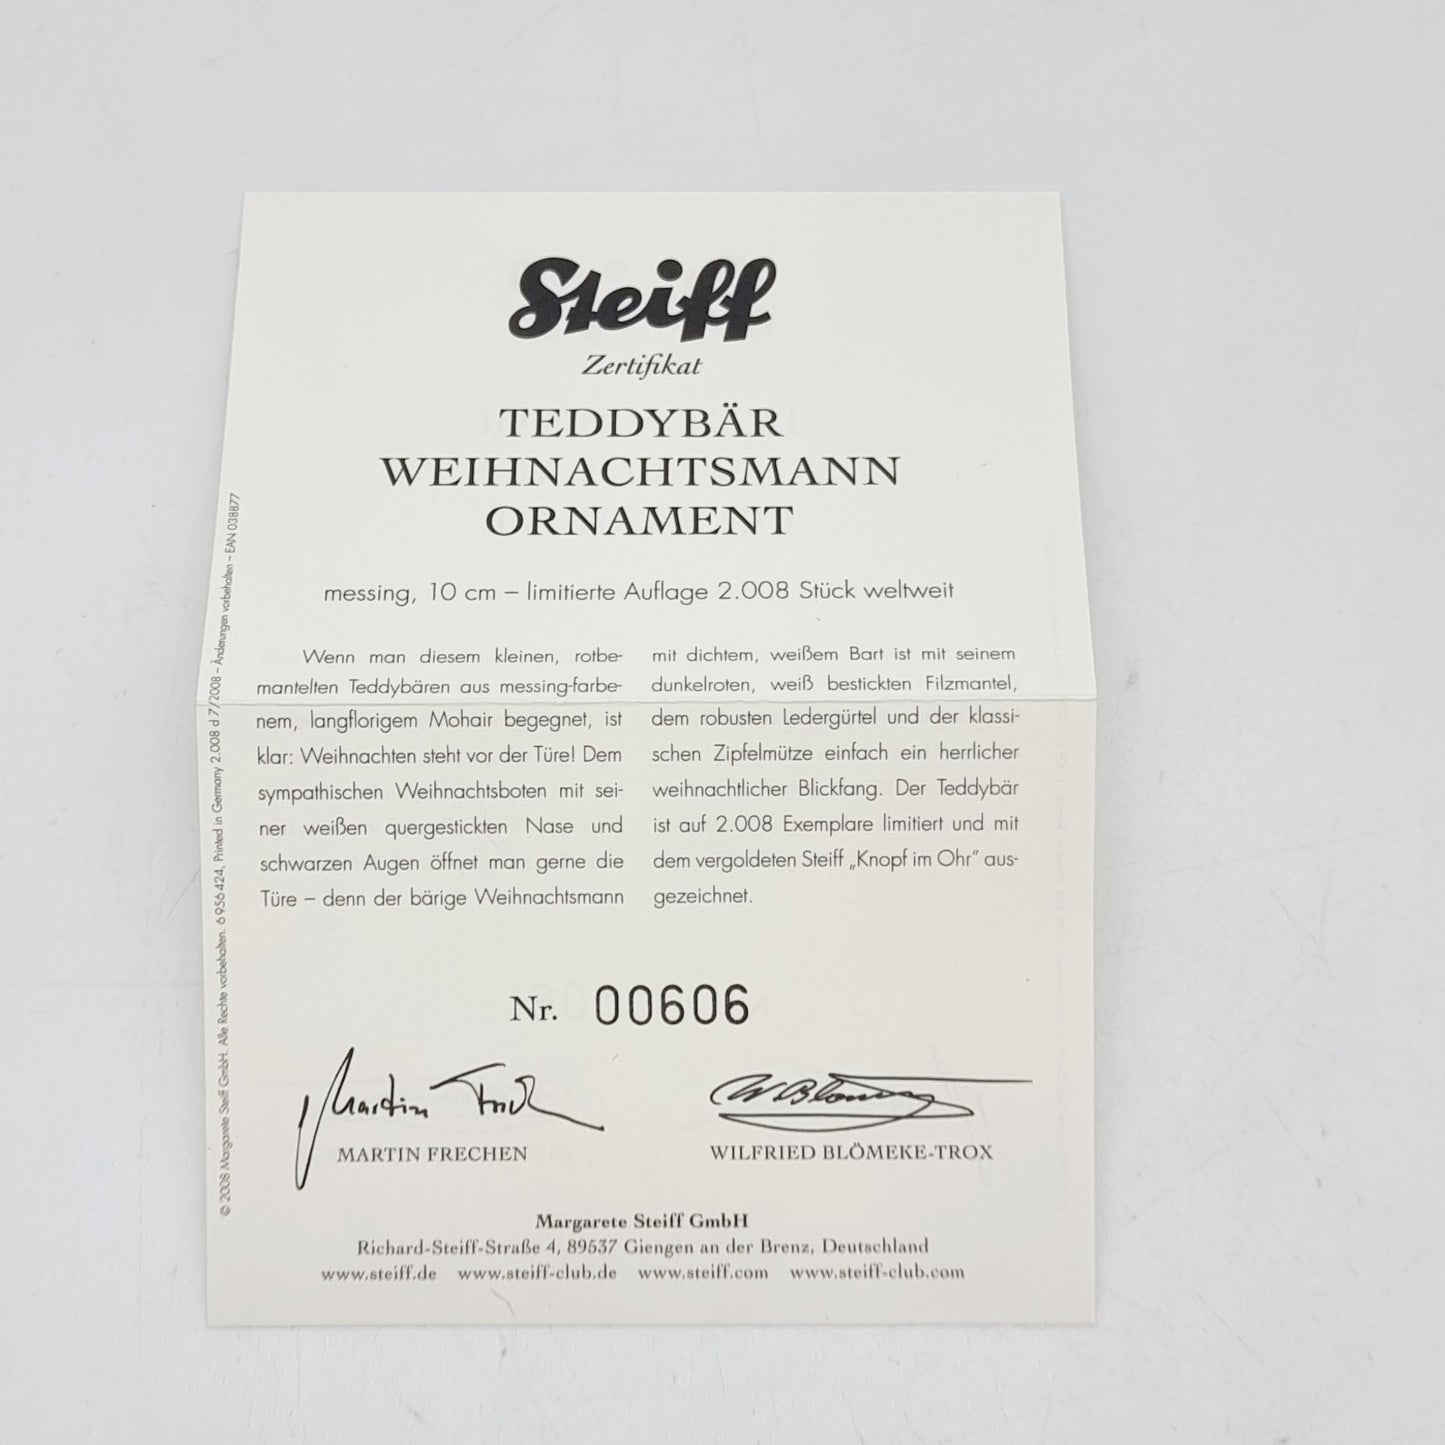 Steiff
Zertifikat
TEDDYBÄR
WEIHNACHTSMANN
ORNAMENT
messing, 10 cm – limitierte Auflage 2.008 Stück weltweit
Wenn man diesem kleinen, rotbe-
mantelten Teddybären aus messing-farbe-
nem, langflorigem Mohair begegnet, ist
klar: Weihnachten steht vor der Türe! Dem
sympathischen Weihnachtsboten mit sei-
ner weißen quergestickten Nase und
schwarzen Augen öffnet man gerne die
Türe – denn der bärige Weihnachtsmann
mit dichtem, weißem Bart ist mit seinem
dunkelroten, weiß bestickten Filzmantel,
dem robusten Ledergürtel und der klassi-
schen Zipfelmütze einfach ein herrlicher
weihnachtlicher Blickfang. Der Teddybär
ist auf 2.008 Exemplare limitiert und mit
dem vergoldeten Steiff „Knopf im Ohr" aus-
gezeichnet.
Nr. 00606
MARTIN FRECHEN
WILFRIED BLÖMEKE-TROX
Margarete Steiff GmbH
Richard-Steiff-Straße 4, 89537 Giengen an der Brenz, Deutschland
www.steiff.de www.steiff-club.de www.steiff.com www.steiff-club.com
© 2008 Margarete Steiff GmbH. Alle Rechte vorbehalten. 6 956 424, Printed in Germany 2.008 d 7/2008 – Änderungen vorbehalten – EAN 038877